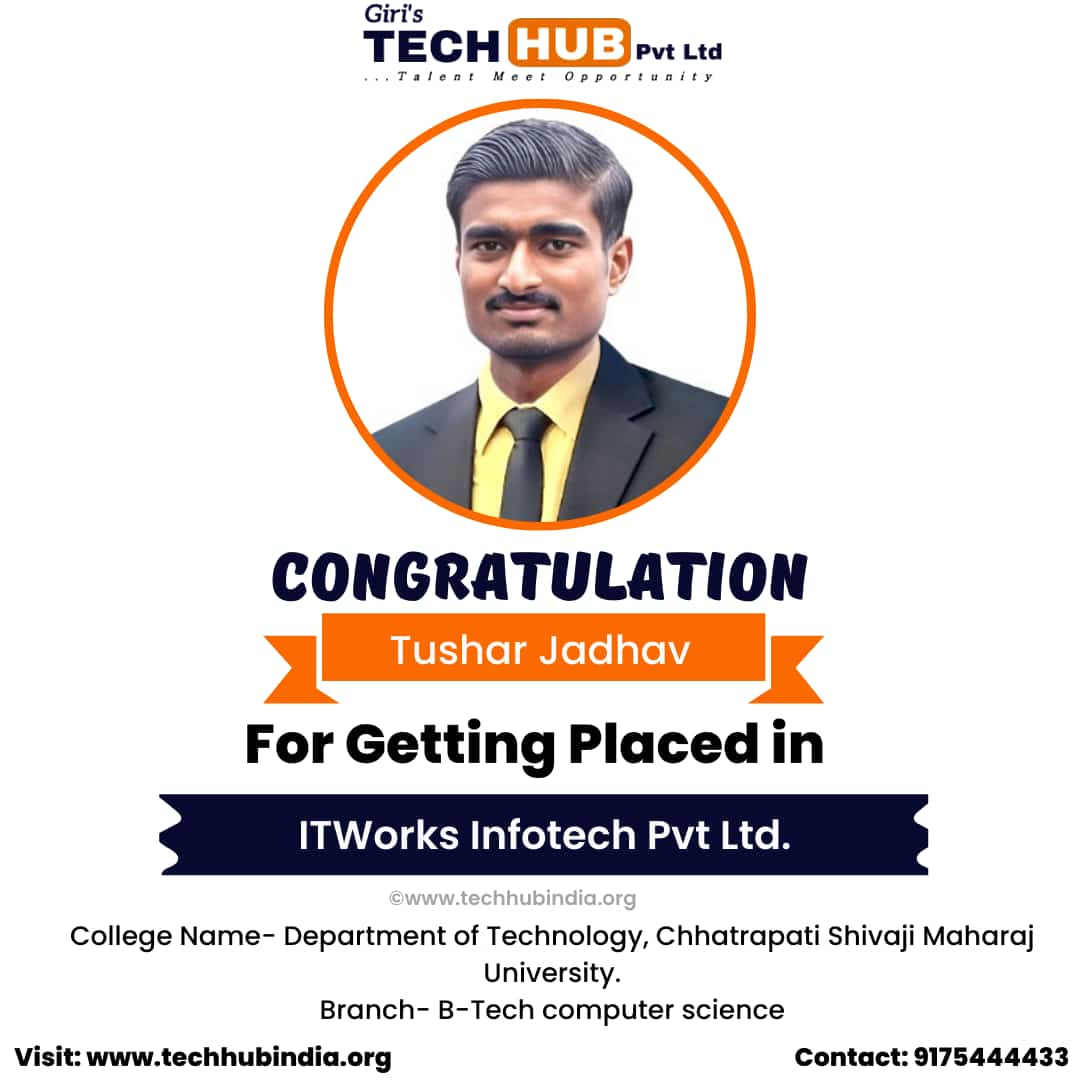 Giri's
TECH HUB Pvt Ltd
...Talent Meet Opportunity
CONGRATULATION
Tushar Jadhav
For Getting Placed in
ITWorks Infotech Pvt Ltd.
©www.techhubindia.org
College Name- Department of Technology, Chhatrapati Shivaji Maharaj
University.
Branch- B-Tech computer science
Visit: www.techhubindia.org
Contact: 9175444433